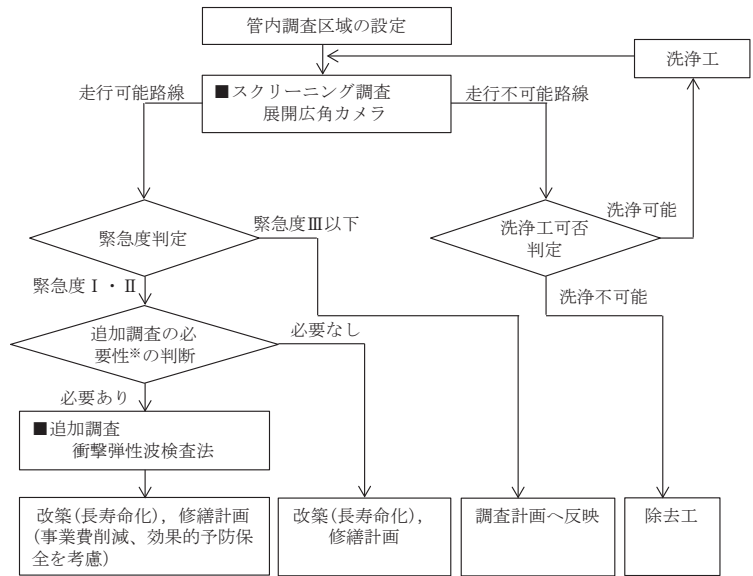 管内調査区域の設定
洗浄工
走行可能路線
■スクリーニング調査
展開広角カメラ
走行不可能路線
緊急度判定
緊急度Ⅲ以下
洗浄工可否
判定
洗浄可能
緊急度Ⅰ・Ⅱ
洗浄不可能
追加調査の必
要性※の判断
必要なし
必要あり
■追加調査
衝撃弾性波検査法
改築(長寿命化),修繕計画
(事業費削減、効果的予防保
全を考慮)
改築(長寿命化),
修繕計画
調査計画へ反映
除去工